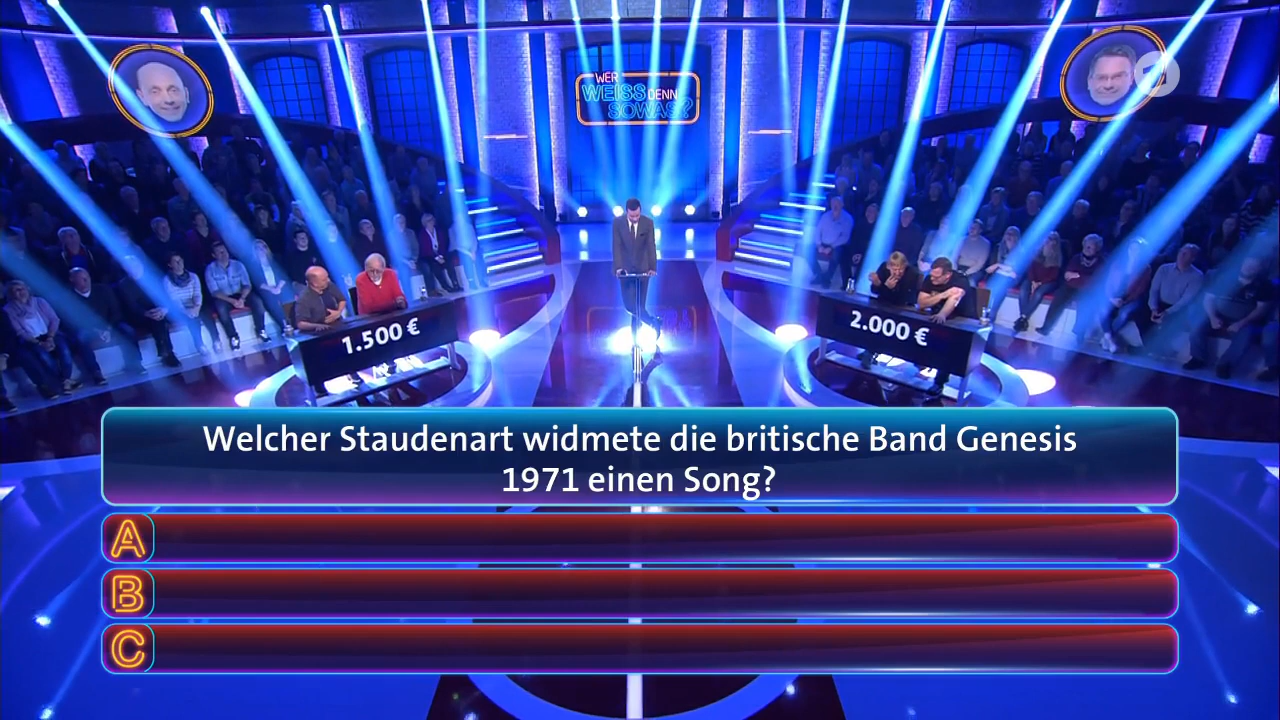 WER
WEISS DENN
SOWAS?
1.500 €
2.000 €
Welcher Staudenart widmete die britische Band Genesis
1971 einen Song?
A
B
C